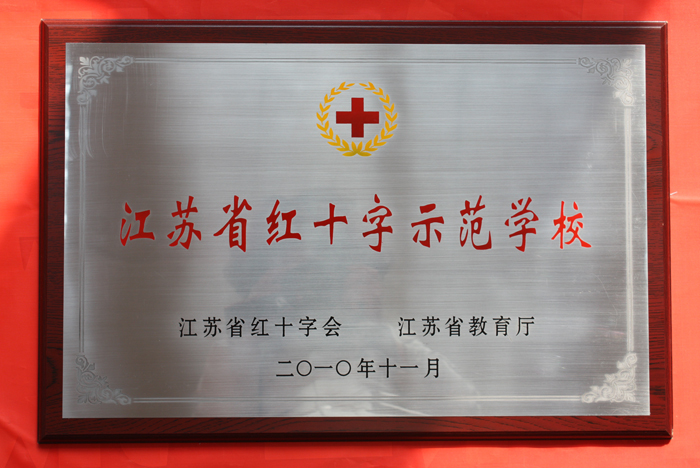 江苏省红十字示范学校
江苏省红十字会 江苏省教育厅
二〇一〇年十一月